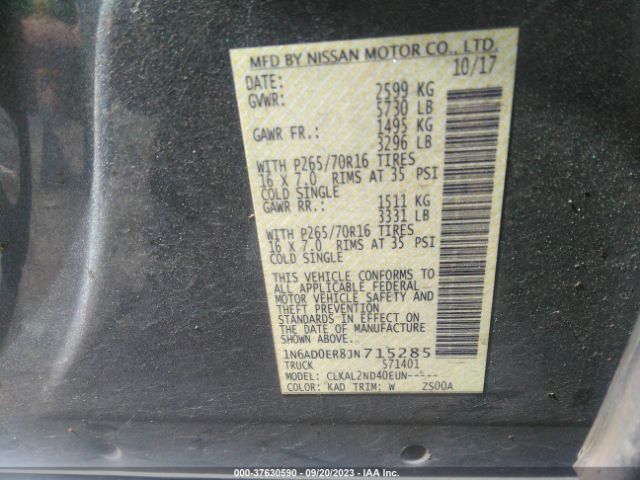 MFD BY NISSAN MOTOR CO., LTD.
DATE: 10/17
GVWR: 2599 KG
5730 LB
GAWR FR.: 1495 KG
3296 LB
WITH P265/70R16 TIRES
16 X 7.0 RIMS AT 35 PSI
COLD SINGLE
GAWR RR.: 1511 KG
3331 LB
WITH P265/70R16 TIRES
16 X 7.0 RIMS AT 35 PSI
COLD SINGLE
THIS VEHICLE CONFORMS TO
ALL APPLICABLE FEDERAL
MOTOR VEHICLE SAFETY AND
THEFT PREVENTION
STANDARDS IN EFFECT ON
THE DATE OF MANUFACTURE
SHOWN ABOVE.
1N6AD0ER8JN715285
TRUCK 571401
MODEL: CLKAL2ND40EUN-----
COLOR: KAD TRIM: W ZS00A
000-37630590 - 09/20/2023 - IAA Inc.